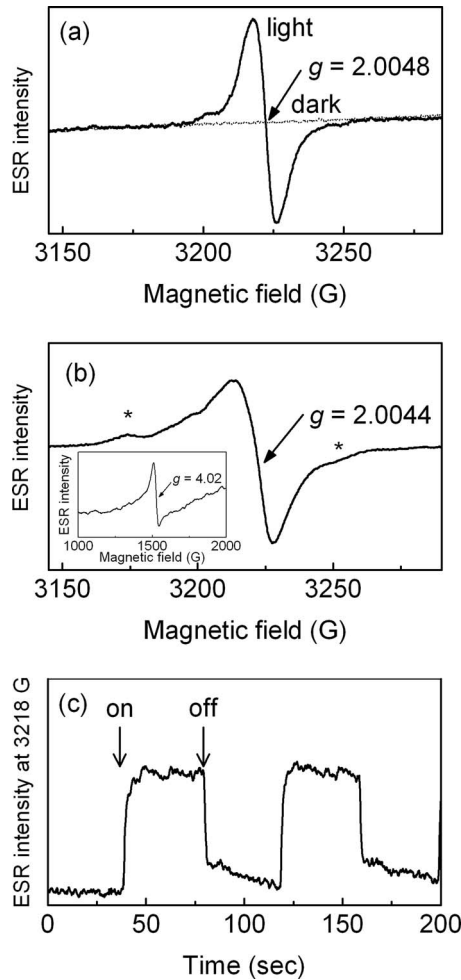 (a)
light
g = 2.0048
dark
ESR intensity
3150 3200 3250
Magnetic field (G)
(b)
*
g = 2.0044
*
ESR intensity
g = 4.02
ESR intensity
1000 1500 2000
Magnetic field (G)
3150 3200 3250
Magnetic field (G)
(c)
on off
ESR intensity at 3218 G
0 50 100 150 200
Time (sec)